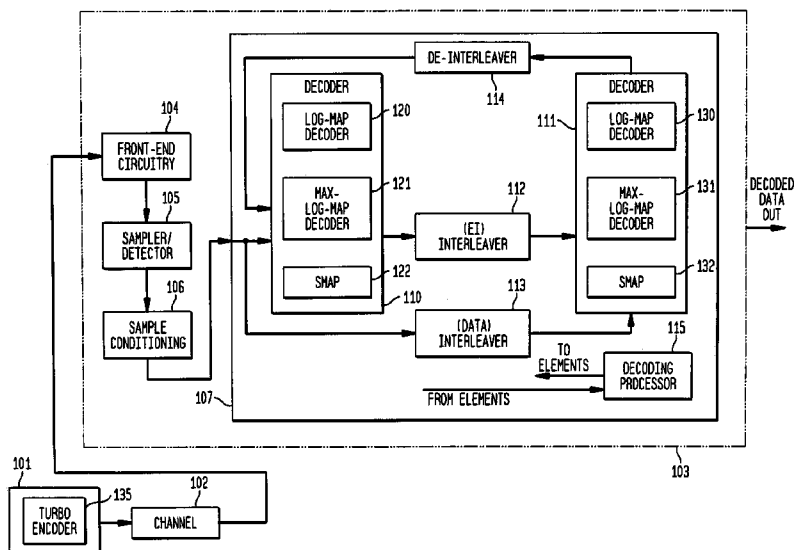 DE-INTERLEAVER
114
DECODER
120
LOG-MAP
DECODER
121
MAX-
LOG-MAP
DECODER
122
SMAP
110
DECODER
111
130
LOG-MAP
DECODER
131
MAX-
LOG-MAP
DECODER
132
SMAP
104
FRONT-END
CIRCUITRY
105
SAMPLER/
DETECTOR
106
SAMPLE
CONDITIONING
112
(EI)
INTERLEAVER
113
(DATA)
INTERLEAVER
DECODED
DATA
OUT
115
DECODING
PROCESSOR
TO
ELEMENTS
FROM ELEMENTS
107
103
101
135
TURBO
ENCODER
102
CHANNEL